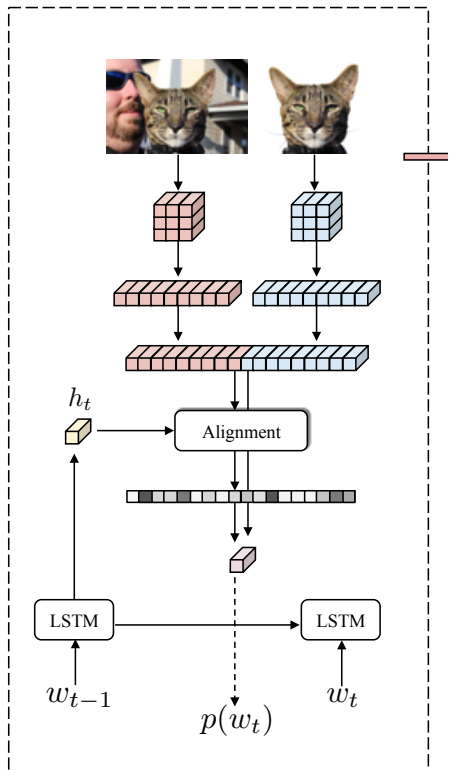 h_t
Alignment
LSTM
LSTM
w_{t-1}
w_t
p(w_t)